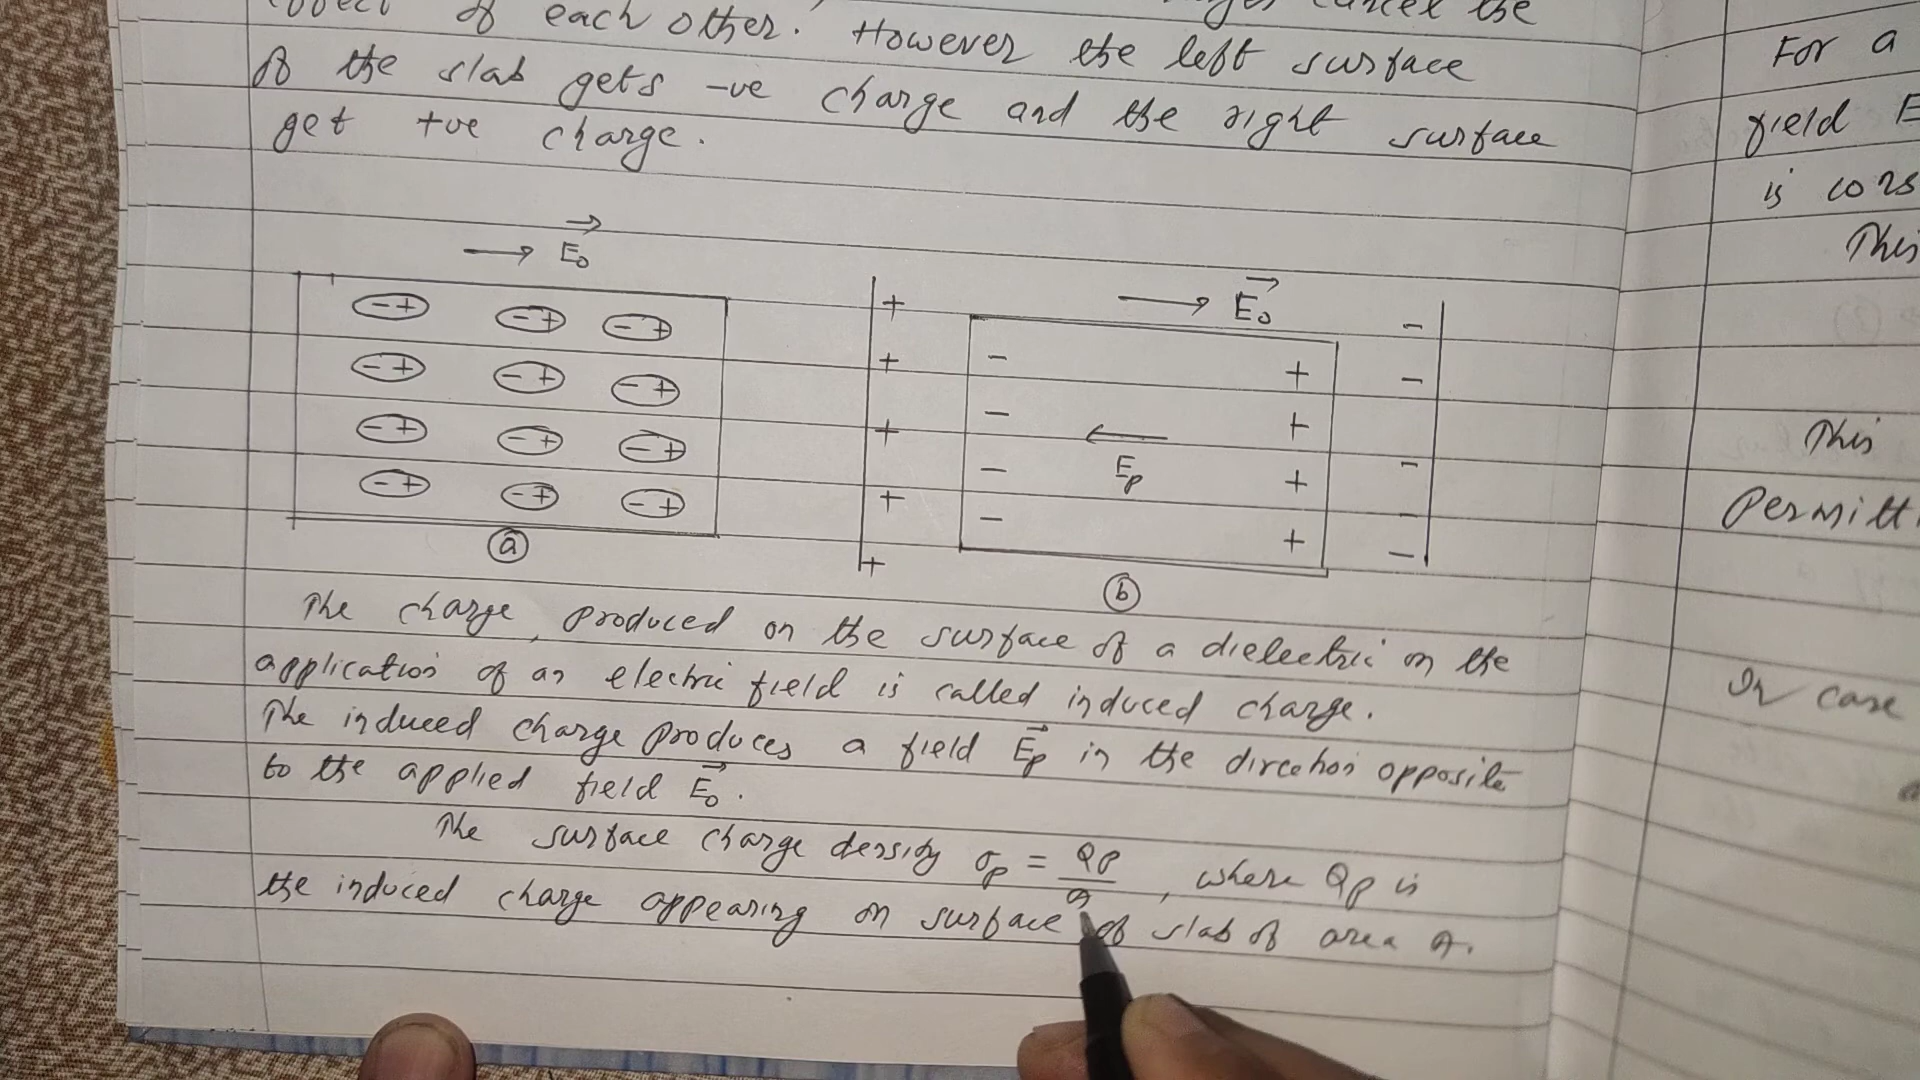 of each other. However the left surface
of the slab gets -ve charge and the right surface
get +ve charge.
→ E₀
→ E₀
- + - + - +
- + - + - +
- + - + - +
- + - + - +
+ - + -
+ - + -
+ - + -
+ - + -
+ -
← Ep
ⓐ
ⓑ
The charge, produced on the surface of a dielectric on the
application of an electric field is called induced charge.
The induced charge produces a field Ep in the direction opposite
to the applied field E₀.
The surface charge density σp = Qp/A, where Qp is
the induced charge appearing on surface of slab of area A.
For a
field E
is
This
This
In case